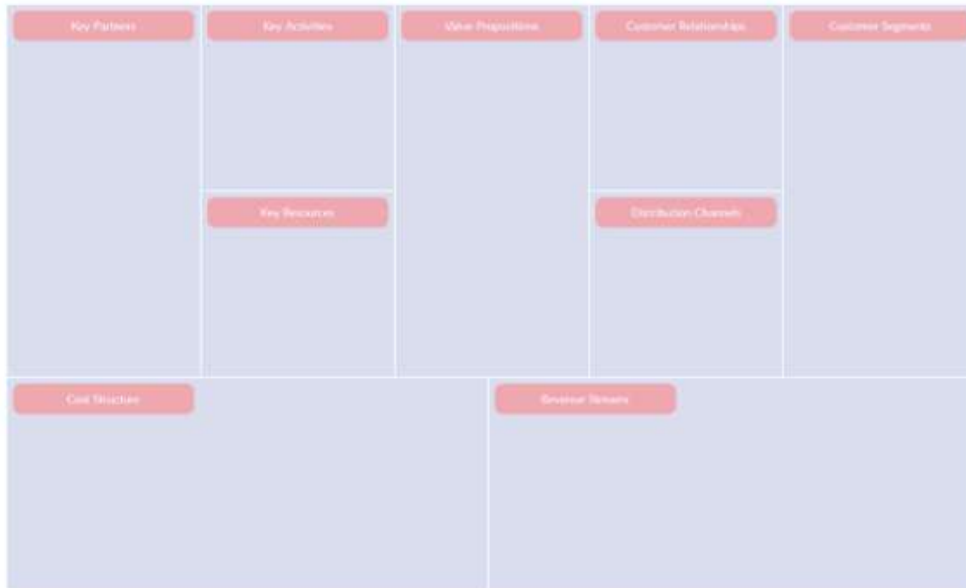 Key Partners
Key Activities
Value Propositions
Customer Relationships
Customer Segments
Key Resources
Distribution Channels
Cost Structure
Revenue Streams